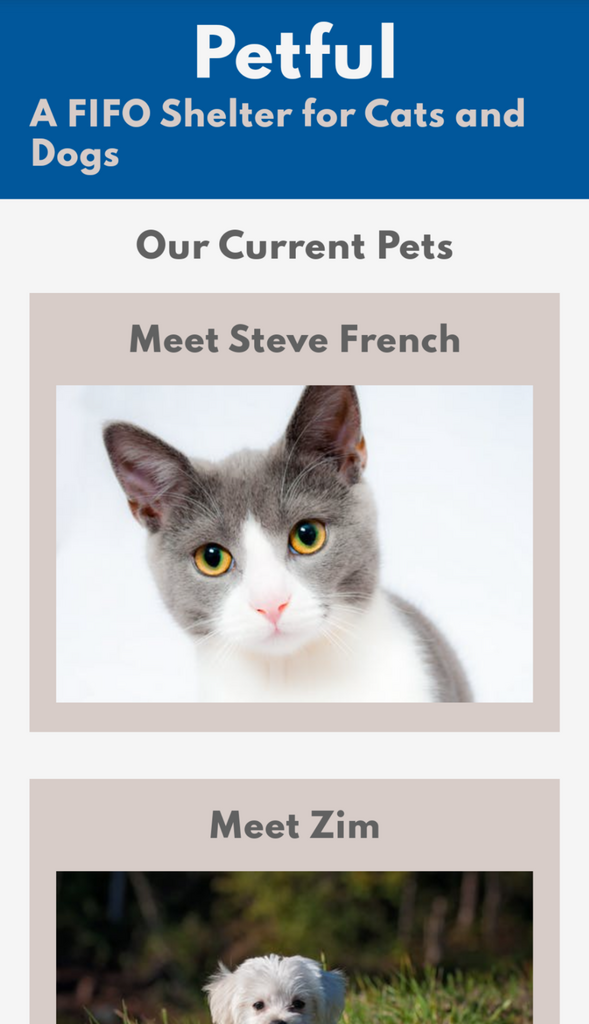 Petful
A FIFO Shelter for Cats and
Dogs
Our Current Pets
Meet Steve French
Meet Zim